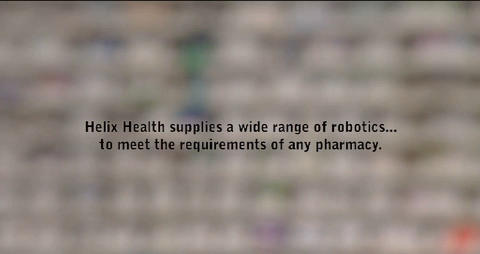 Helix Health supplies a wide range of robotics...
to meet the requirements of any pharmacy.